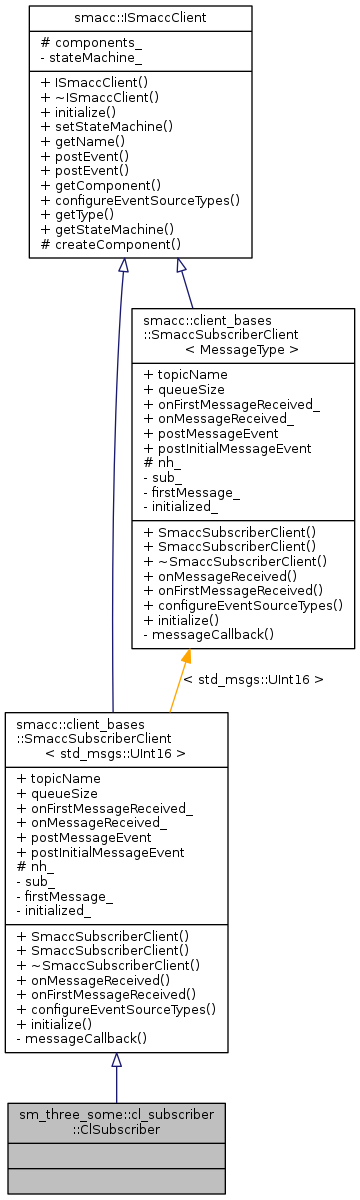 smacc::ISmaccClient
# components_
- stateMachine_
+ ISmaccClient()
+ ~ISmaccClient()
+ initialize()
+ setStateMachine()
+ getName()
+ postEvent()
+ postEvent()
+ getComponent()
+ configureEventSourceTypes()
+ getType()
+ getStateMachine()
# createComponent()
smacc::client_bases
::SmaccSubscriberClient
< MessageType >
+ topicName
+ queueSize
+ onFirstMessageReceived_
+ onMessageReceived_
+ postMessageEvent
+ postInitialMessageEvent
# nh_
- sub_
- firstMessage_
- initialized_
+ SmaccSubscriberClient()
+ SmaccSubscriberClient()
+ ~SmaccSubscriberClient()
+ onMessageReceived()
+ onFirstMessageReceived()
+ configureEventSourceTypes()
+ initialize()
- messageCallback()
< std_msgs::UInt16 >
smacc::client_bases
::SmaccSubscriberClient
< std_msgs::UInt16 >
+ topicName
+ queueSize
+ onFirstMessageReceived_
+ onMessageReceived_
+ postMessageEvent
+ postInitialMessageEvent
# nh_
- sub_
- firstMessage_
- initialized_
+ SmaccSubscriberClient()
+ SmaccSubscriberClient()
+ ~SmaccSubscriberClient()
+ onMessageReceived()
+ onFirstMessageReceived()
+ configureEventSourceTypes()
+ initialize()
- messageCallback()
sm_three_some::cl_subscriber
::ClSubscriber